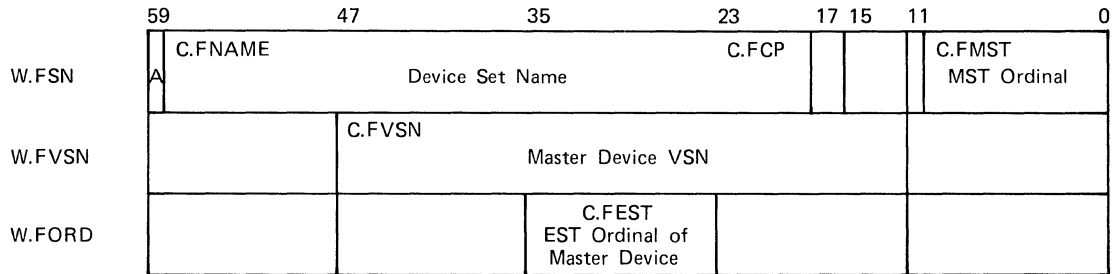 59 47 35 23 17 15 11 0
C.FNAME C.FCP C.FMST
W.FSN A Device Set Name MST Ordinal
C.FVSN
W.FVSN Master Device VSN
C.FEST
W.FORD EST Ordinal of
Master Device